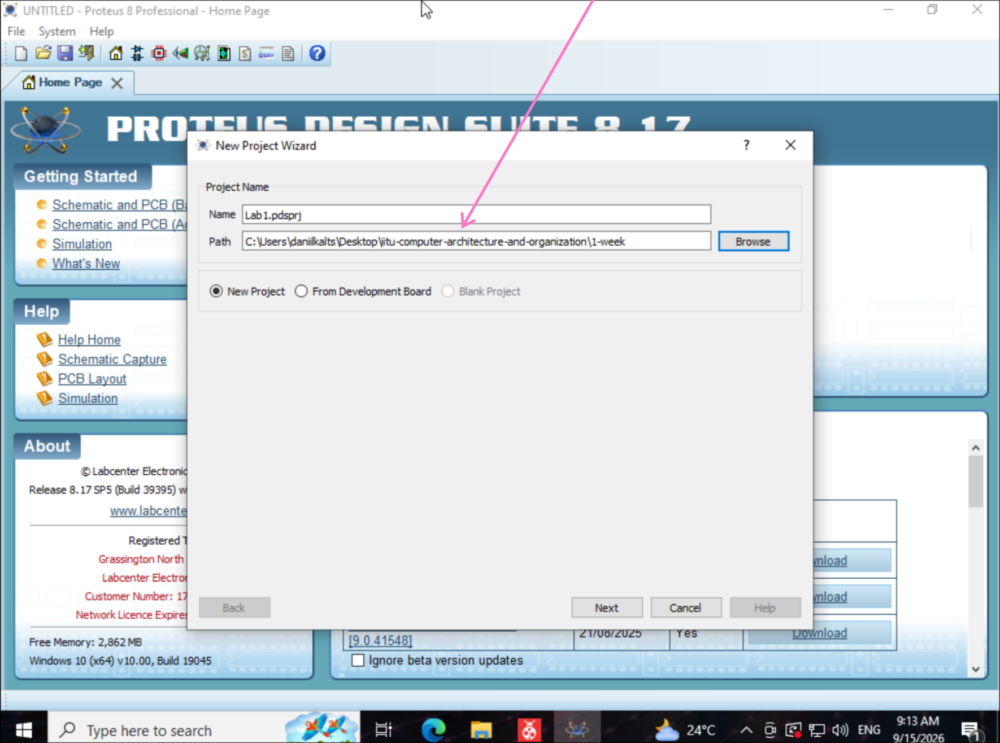 UNTITLED - Proteus 8 Professional - Home Page
File System Help
Home Page
PROTEUS DESIGN SUITE 8.17
New Project Wizard
?
Project Name
Name Lab1.pdsprj
Path C:\Users\daniilkalts\Desktop\iitu-computer-architecture-and-organization\1-week Browse
New Project From Development Board Blank Project
Back Next Cancel Help
Getting Started
Schematic and PCB (Ba
Schematic and PCB (Ac
Simulation
What's New
Help
Help Home
Schematic Capture
PCB Layout
Simulation
About
© Labcenter Electronic
Release 8.17 SP5 (Build 39395) w
www.labcente
Registered T
Grassington North
Labcenter Electror
Customer Number: 17
Network Licence Expires
Free Memory: 2,862 MB
Windows 10 (x64) v10.00, Build 19045
wnload
wnload
[9.0.41548] 21/08/2025 Yes Download
Ignore beta version updates
Type here to search
24°C
ENG
9:13 AM
9/15/2026
1